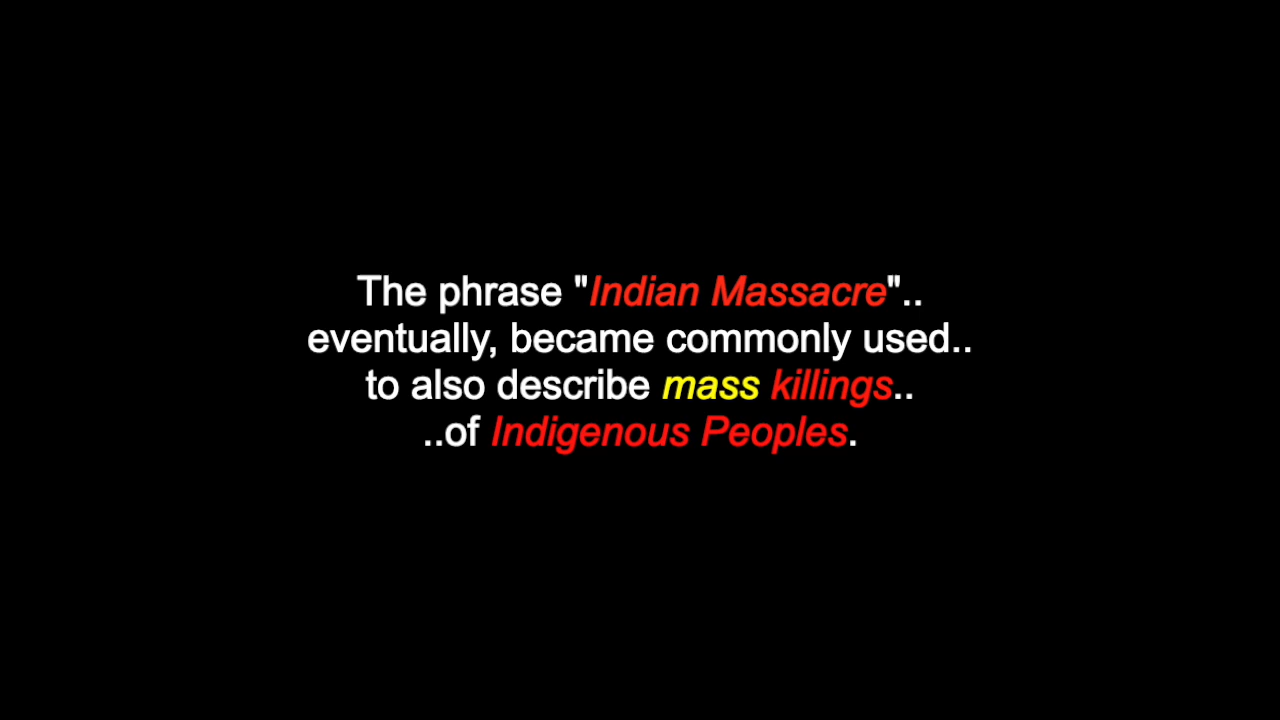 The phrase "Indian Massacre"..
eventually, became commonly used..
to also describe mass killings..
..of Indigenous Peoples.